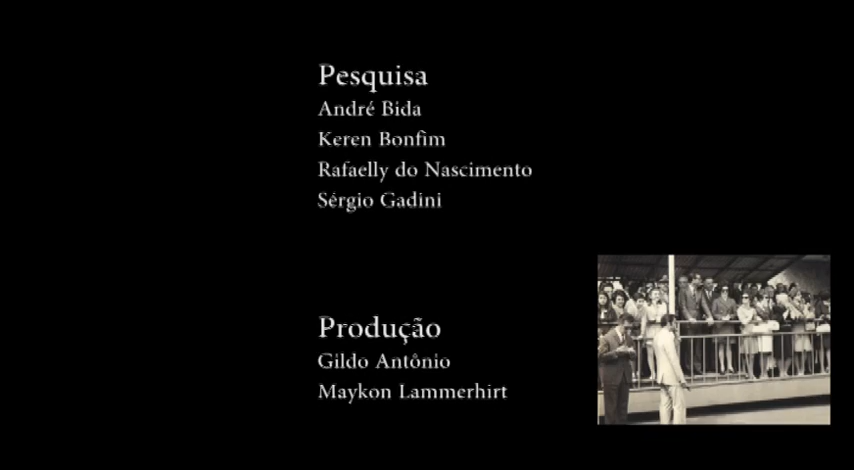 Pesquisa
André Bida
Keren Bonfim
Rafaelly do Nascimento
Sérgio Gadini
Produção
Gildo Antônio
Maykon Lammerhirt